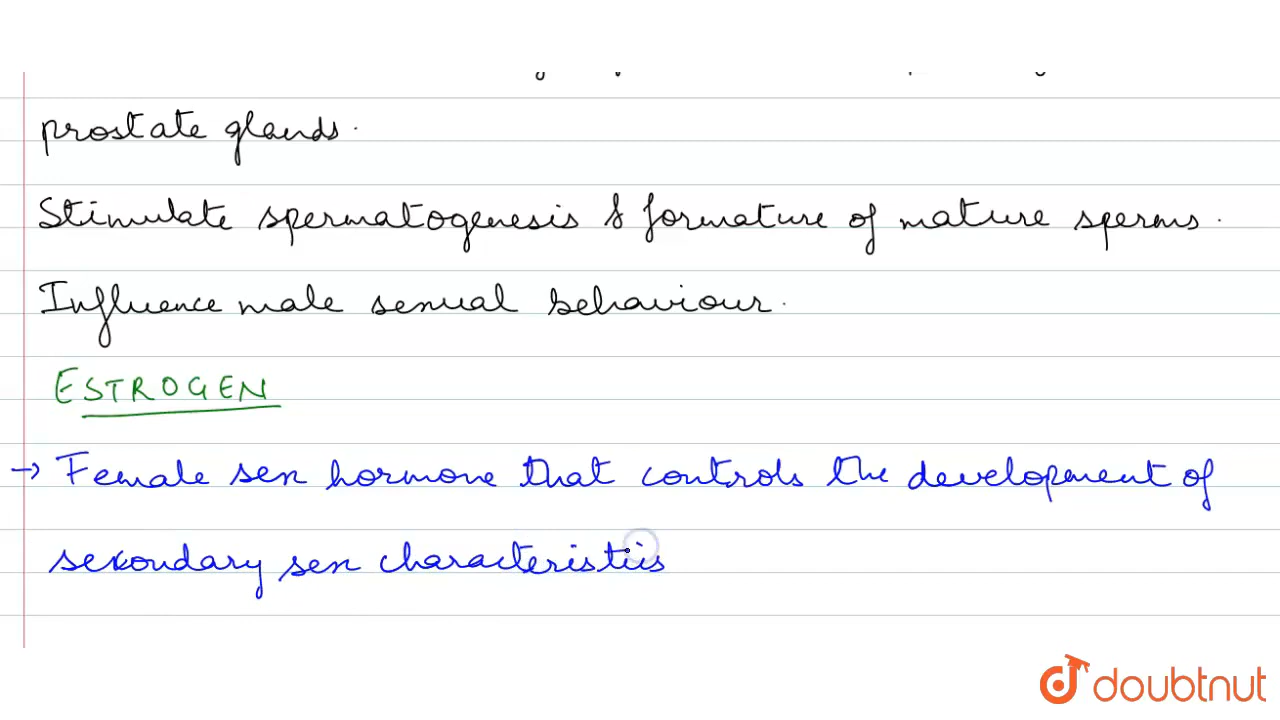 prostate glands.
Stimulate spermatogenesis & formature of mature sperms.
Influence male sexual behaviour.
ESTROGEN
→ Female sex hormone that controls the development of
secondary sex characteristics
doubtnut